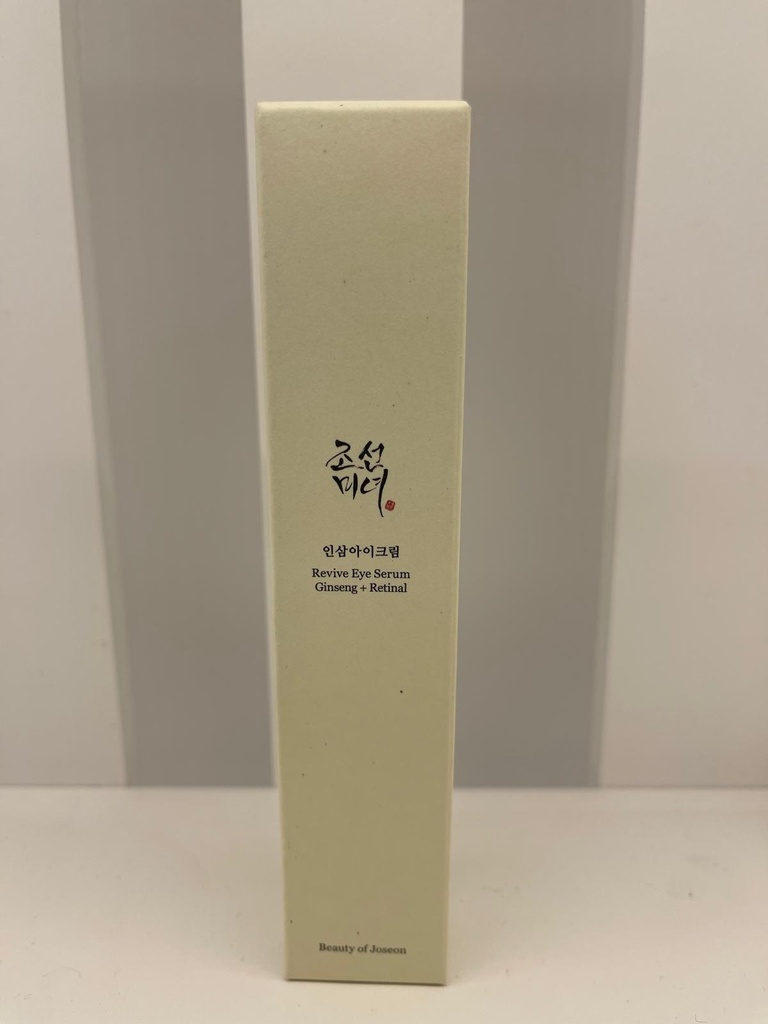 조선
미녀
인삼아이크림
Revive Eye Serum
Ginseng + Retinal
Beauty of Joseon